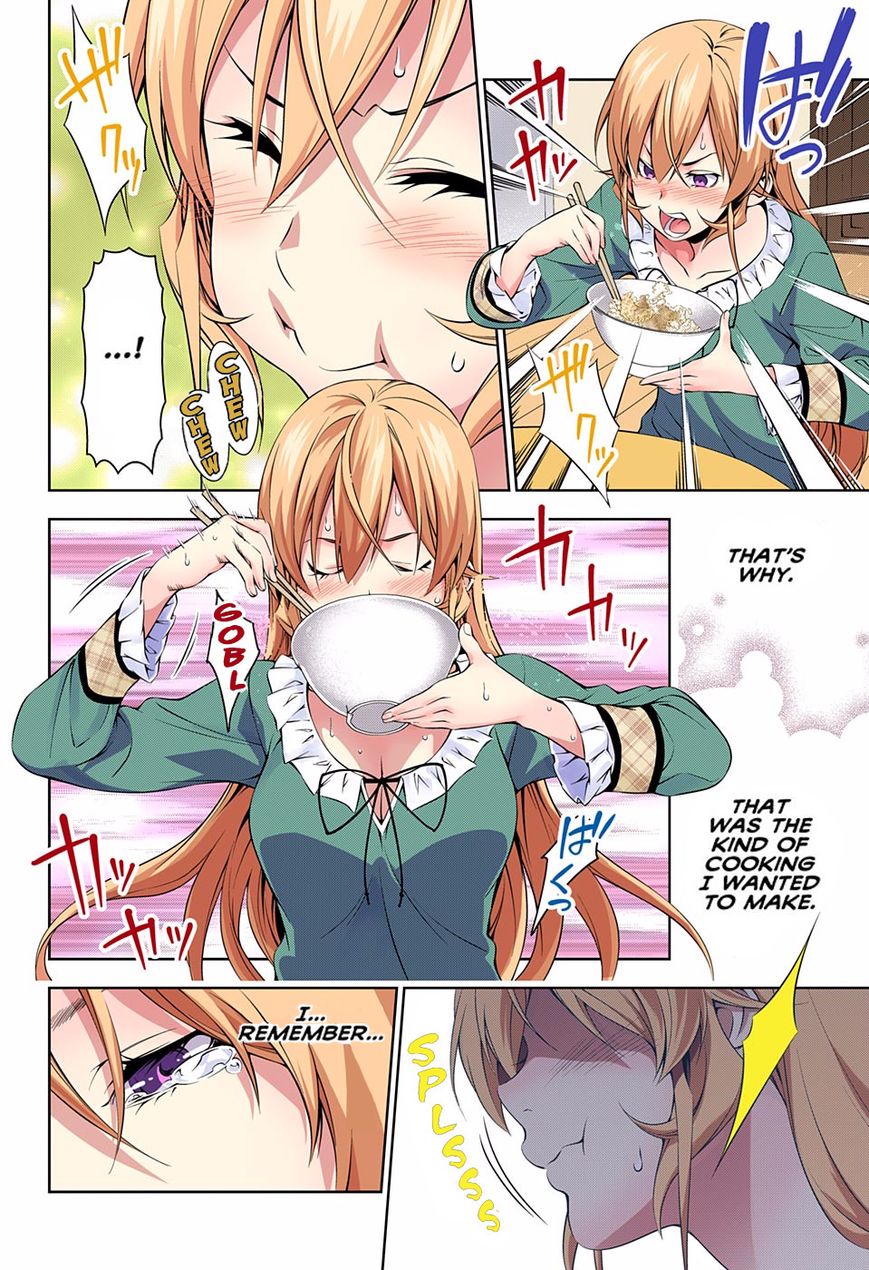 ばっ
カッ
カッ
ザクッ
ザクッ
...!
CHEW
CHEW
THAT'S
WHY.
GOBL
カッ
カッ
カッ
カッ
ばくっ
THAT
WAS THE
KIND OF
COOKING
I WANTED
TO MAKE.
SPLSSSS
I...
REMEMBER...